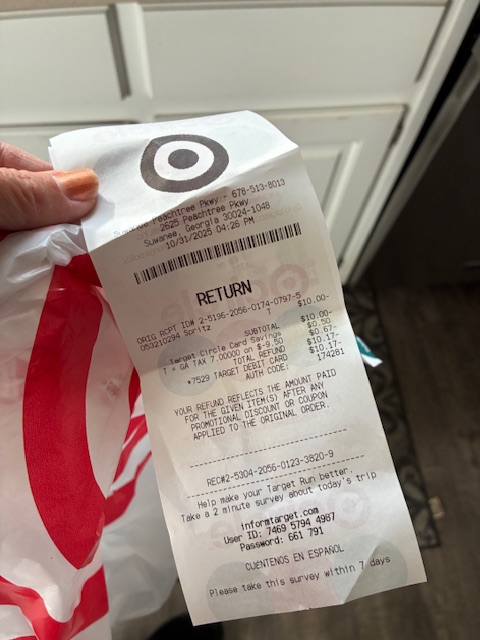 Suwanee Peachtree Pkwy - 678-513-8013
2625 Peachtree Pkwy
Suwanee, Georgia 30024-1048
10/31/2025 04:26 PM
RETURN
ORIG RCPT ID# 2-5196-2056-0174-0797-5
053210294 Spritz T $10.00-
SUBTOTAL $10.00-
Target Circle Card Savings $0.50
T = GA TAX 7.00000 on $-9.50 $0.67-
TOTAL REFUND $10.17-
*7529 TARGET DEBIT CARD $10.17-
AUTH CODE: 174281
YOUR REFUND REFLECTS THE AMOUNT PAID
FOR THE GIVEN ITEM(S) AFTER ANY
PROMOTIONAL DISCOUNT OR COUPON
APPLIED TO THE ORIGINAL ORDER.
REC#2-5304-2056-0123-3820-9
Help make your Target Run better.
Take a 2 minute survey about today's trip
informtarget.com
User ID: 7469 5794 4967
Password: 661 791
CUÉNTENOS EN ESPAÑOL
Please take this survey within 7 days